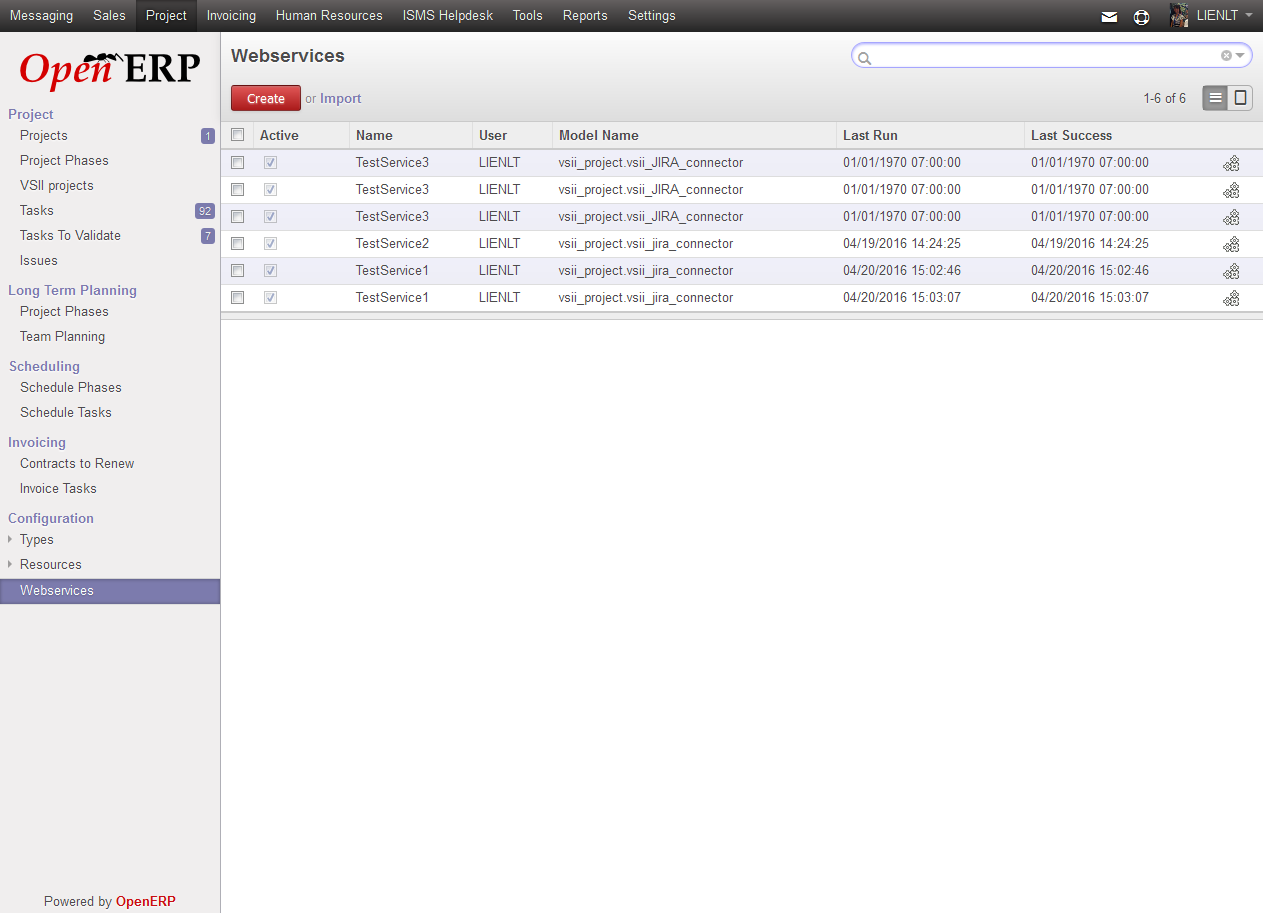 Messaging Sales Project Invoicing Human Resources ISMS Helpdesk Tools Reports Settings LIENLT
Open ERP
Project
Projects 1
Project Phases
VSII projects
Tasks 92
Tasks To Validate 7
Issues
Long Term Planning
Project Phases
Team Planning
Scheduling
Schedule Phases
Schedule Tasks
Invoicing
Contracts to Renew
Invoice Tasks
Configuration
Types
Resources
Webservices
Powered by OpenERP
Webservices
Create or Import 1-6 of 6
Active Name User Model Name Last Run Last Success
TestService3 LIENLT vsii_project.vsii_JIRA_connector 01/01/1970 07:00:00 01/01/1970 07:00:00
TestService3 LIENLT vsii_project.vsii_JIRA_connector 01/01/1970 07:00:00 01/01/1970 07:00:00
TestService3 LIENLT vsii_project.vsii_JIRA_connector 01/01/1970 07:00:00 01/01/1970 07:00:00
TestService2 LIENLT vsii_project.vsii_jira_connector 04/19/2016 14:24:25 04/19/2016 14:24:25
TestService1 LIENLT vsii_project.vsii_jira_connector 04/20/2016 15:02:46 04/20/2016 15:02:46
TestService1 LIENLT vsii_project.vsii_jira_connector 04/20/2016 15:03:07 04/20/2016 15:03:07